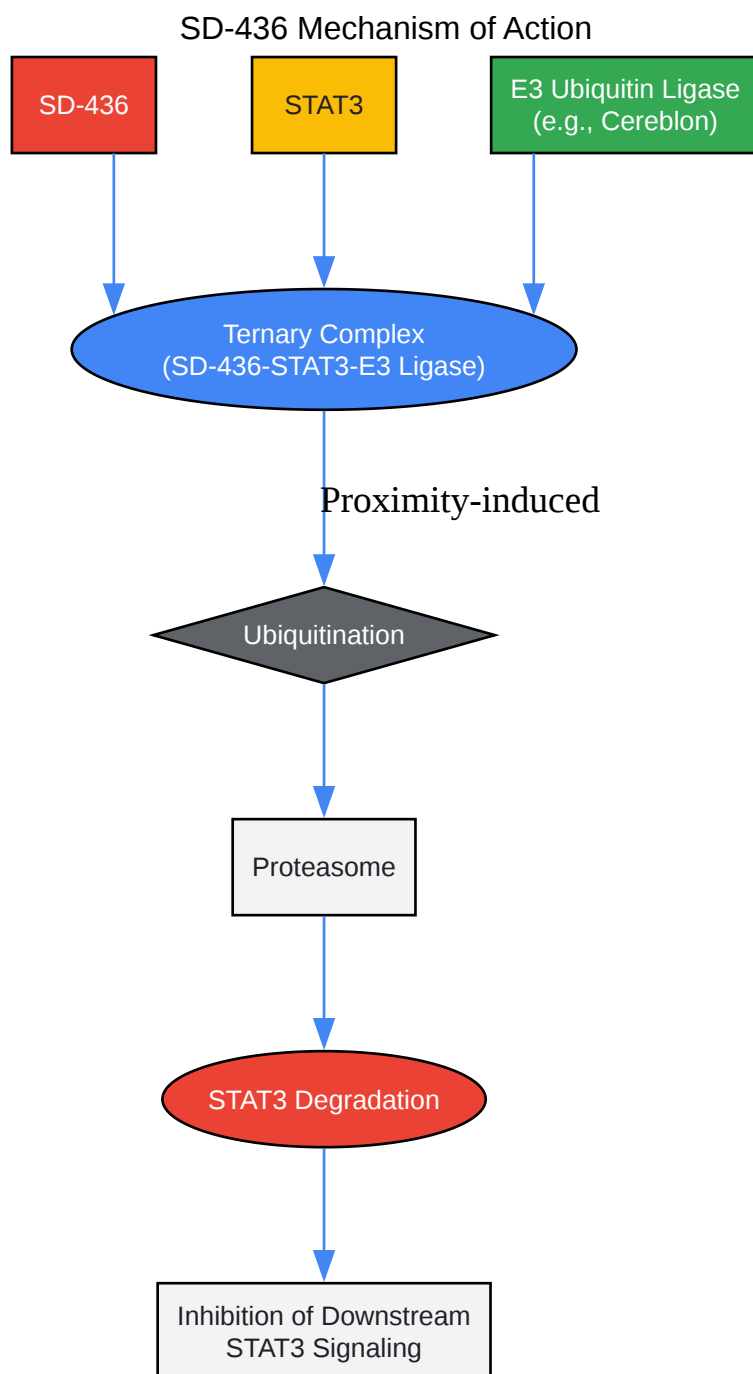 SD-436 Mechanism of Action
SD-436
STAT3
E3 Ubiquitin Ligase
(e.g., Cereblon)
Ternary Complex
(SD-436-STAT3-E3 Ligase)
Proximity-induced
Ubiquitination
Proteasome
STAT3 Degradation
Inhibition of Downstream
STAT3 Signaling